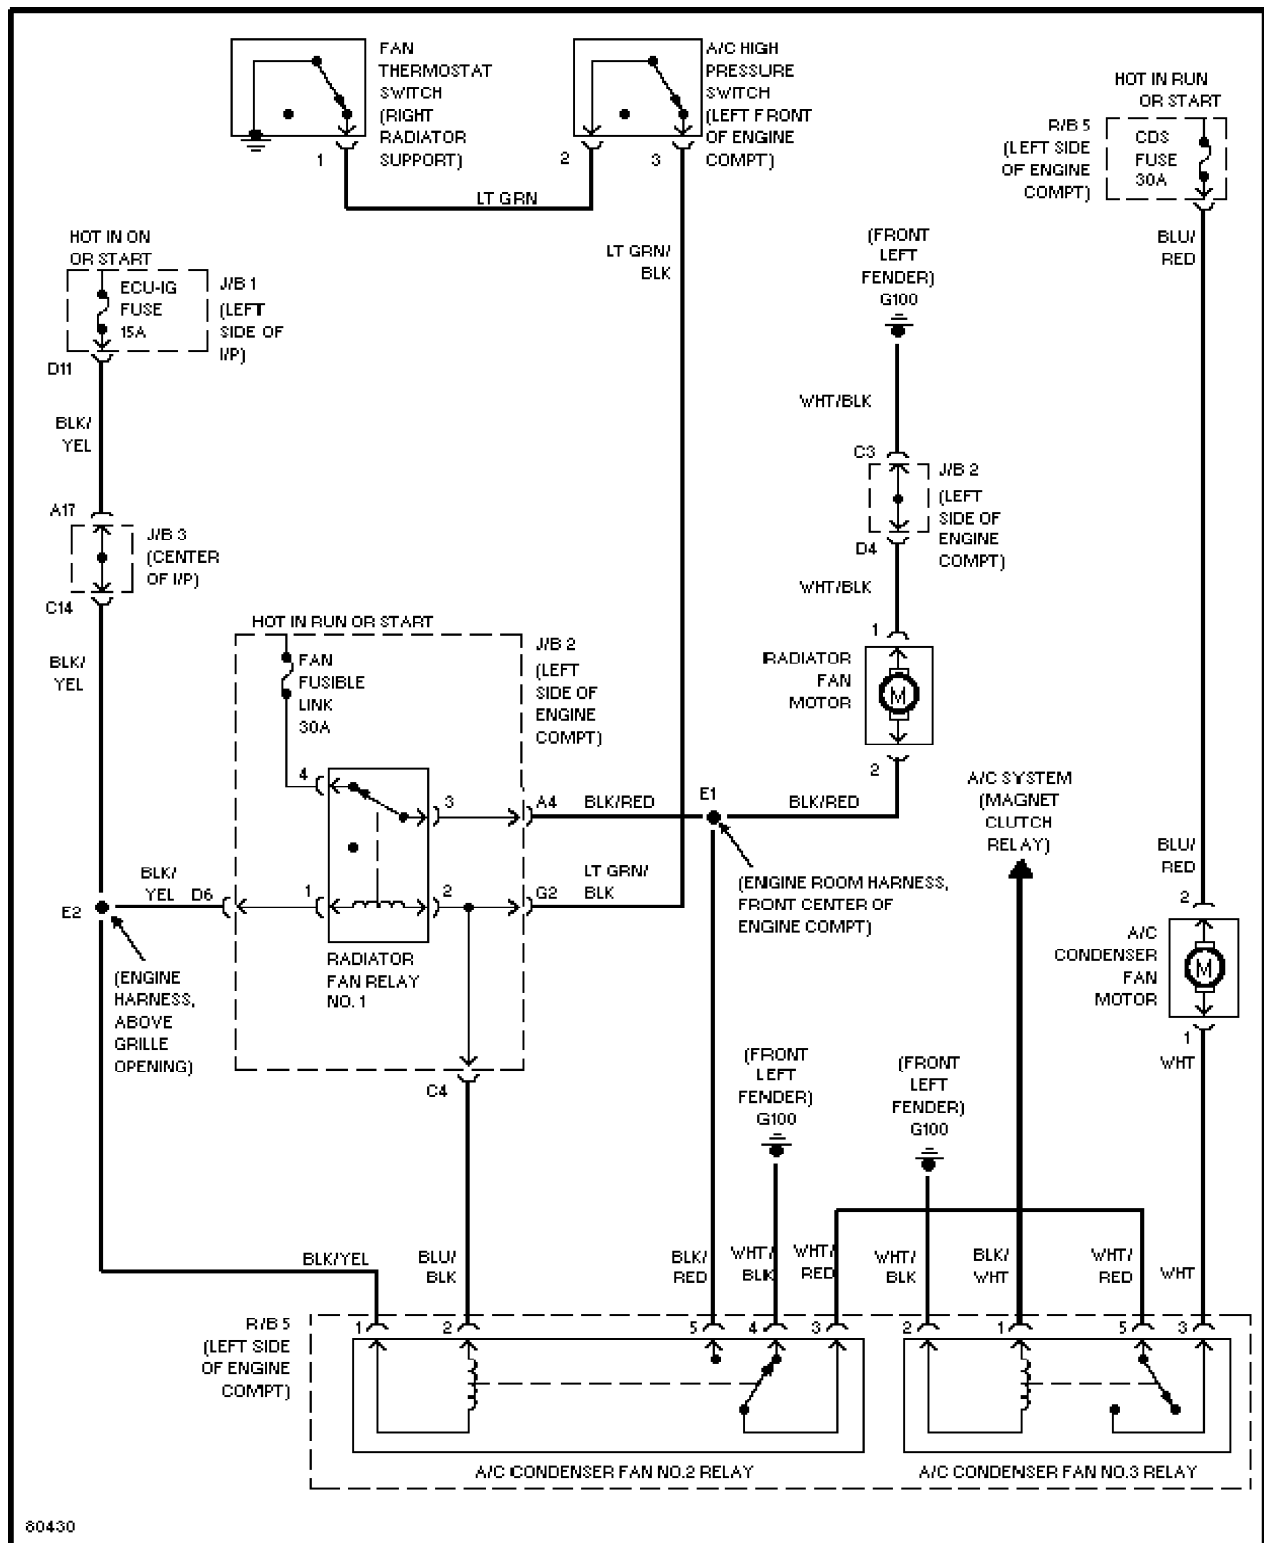 FAN
THERMOSTAT
SWITCH
(RIGHT
RADIATOR
SUPPORT)
1
A/C HIGH
PRESSURE
SWITCH
(LEFT FRONT
OF ENGINE
COMPT)
2
3
LT GRN
HOT IN RUN
OR START
R/B 5
(LEFT SIDE
OF ENGINE
COMPT)
CDS
FUSE
30A
BLU/
RED
LT GRN/
BLK
(FRONT
LEFT
FENDER)
G100
HOT IN ON
OR START
ECU-IG
FUSE
15A
J/B 1
(LEFT
SIDE OF
I/P)
D11
BLK/
YEL
WHT/BLK
C3
J/B 2
(LEFT
SIDE OF
ENGINE
COMPT)
D4
WHT/BLK
A17
J/B 3
(CENTER
OF I/P)
C14
BLK/
YEL
HOT IN RUN OR START
FAN
FUSIBLE
LINK
30A
J/B 2
(LEFT
SIDE OF
ENGINE
COMPT)
1
RADIATOR
FAN
MOTOR
M
2
4
3
A4
BLK/RED
E1
BLK/RED
A/C SYSTEM
(MAGNET
CLUTCH
RELAY)
BLU/
RED
BLK/
YEL
D6
1
2
G2
LT GRN/
BLK
E2
(ENGINE ROOM HARNESS,
FRONT CENTER OF
ENGINE COMPT)
2
A/C
CONDENSER
FAN
MOTOR
M
1
WHT
RADIATOR
FAN RELAY
NO. 1
(ENGINE
HARNESS,
ABOVE
GRILLE
OPENING)
C4
(FRONT
LEFT
FENDER)
G100
(FRONT
LEFT
FENDER)
G100
BLK/YEL
BLU/
BLK
BLK/
RED
WHT/
BLK
WHT/
RED
WHT/
BLK
BLK/
WHT
WHT/
RED
WHT
R/B 5
(LEFT SIDE
OF ENGINE
COMPT)
1
2
5
4
3
2
1
5
3
A/C CONDENSER FAN NO.2 RELAY
A/C CONDENSER FAN NO.3 RELAY
80430